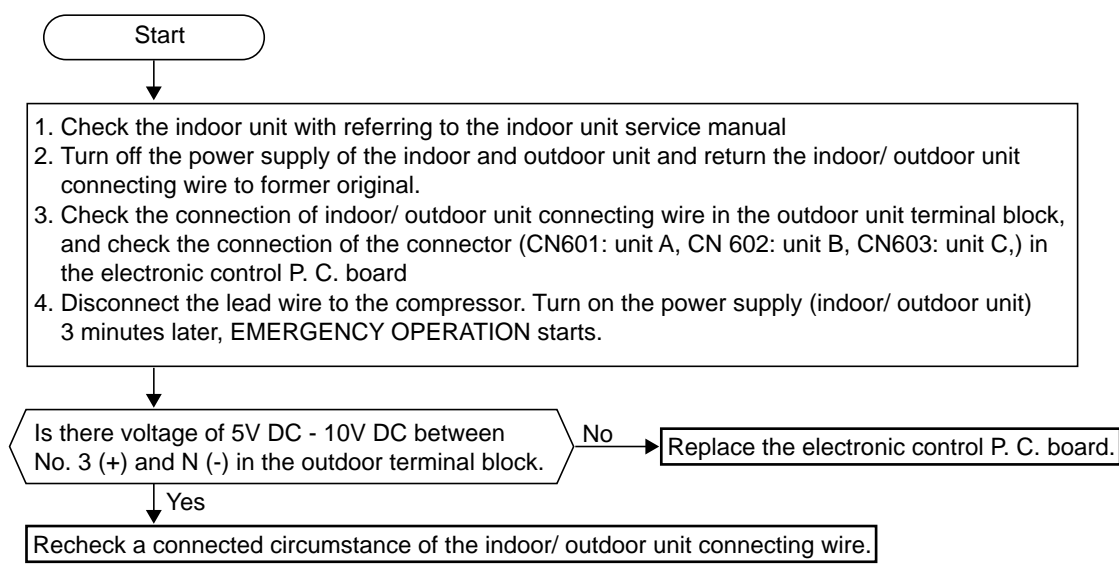 Start
1. Check the indoor unit with referring to the indoor unit service manual
2. Turn off the power supply of the indoor and outdoor unit and return the indoor/ outdoor unit
connecting wire to former original.
3. Check the connection of indoor/ outdoor unit connecting wire in the outdoor unit terminal block,
and check the connection of the connector (CN601: unit A, CN 602: unit B, CN603: unit C,) in
the electronic control P. C. board
4. Disconnect the lead wire to the compressor. Turn on the power supply (indoor/ outdoor unit)
3 minutes later, EMERGENCY OPERATION starts.
Is there voltage of 5V DC - 10V DC between
No. 3 (+) and N (-) in the outdoor terminal block.
No
Replace the electronic control P. C. board.
Yes
Recheck a connected circumstance of the indoor/ outdoor unit connecting wire.